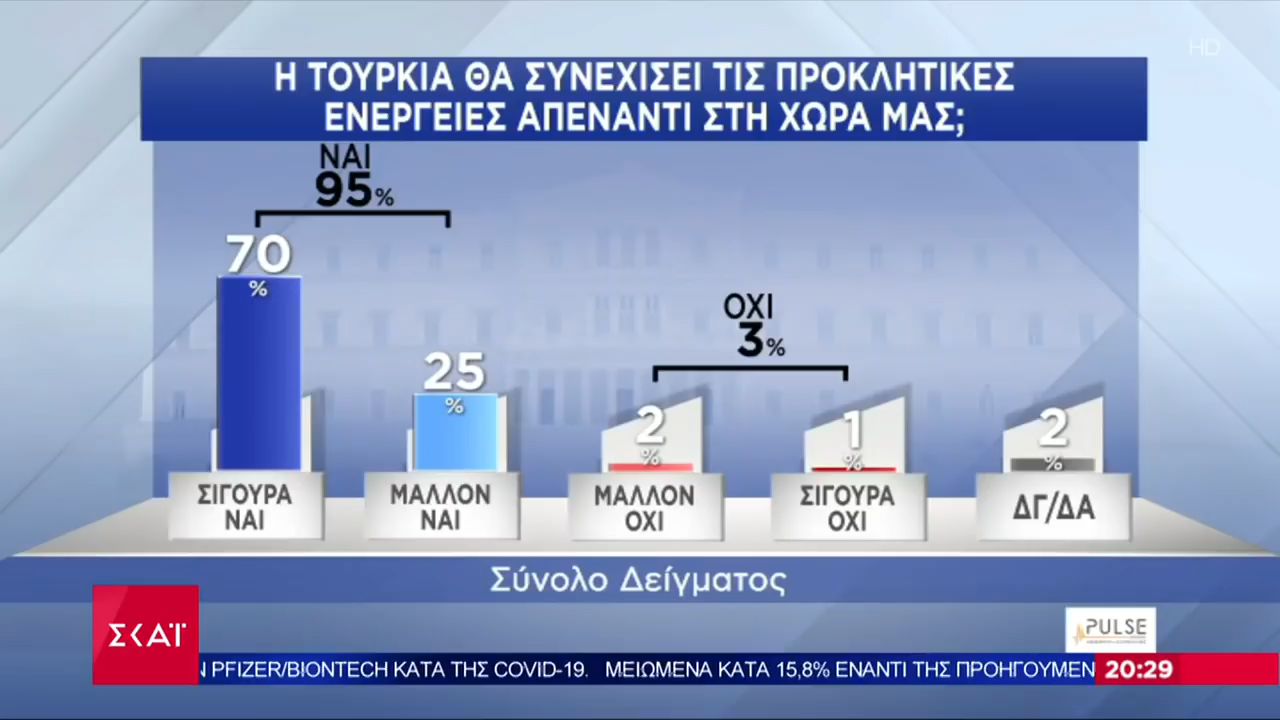 HD
Η ΤΟΥΡΚΙΑ ΘΑ ΣΥΝΕΧΙΣΕΙ ΤΙΣ ΠΡΟΚΛΗΤΙΚΕΣ
ΕΝΕΡΓΕΙΕΣ ΑΠΕΝΑΝΤΙ ΣΤΗ ΧΩΡΑ ΜΑΣ;
ΝΑΙ
95%
70
%
25
%
ΟΧΙ
3%
2
%
1
%
2
%
ΣΙΓΟΥΡΑ
ΝΑΙ
ΜΑΛΛΟΝ
ΝΑΙ
ΜΑΛΛΟΝ
ΟΧΙ
ΣΙΓΟΥΡΑ
ΟΧΙ
ΔΓ/ΔΑ
Σύνολο Δείγματος
ΣΚΑΪ
PULSE
Ν PFIZER/BIONTECH ΚΑΤΑ ΤΗΣ COVID-19. ΜΕΙΩΜΕΝΑ ΚΑΤΑ 15,8% ΕΝΑΝΤΙ ΤΗΣ ΠΡΟΗΓΟΥΜΕΝ
20:29